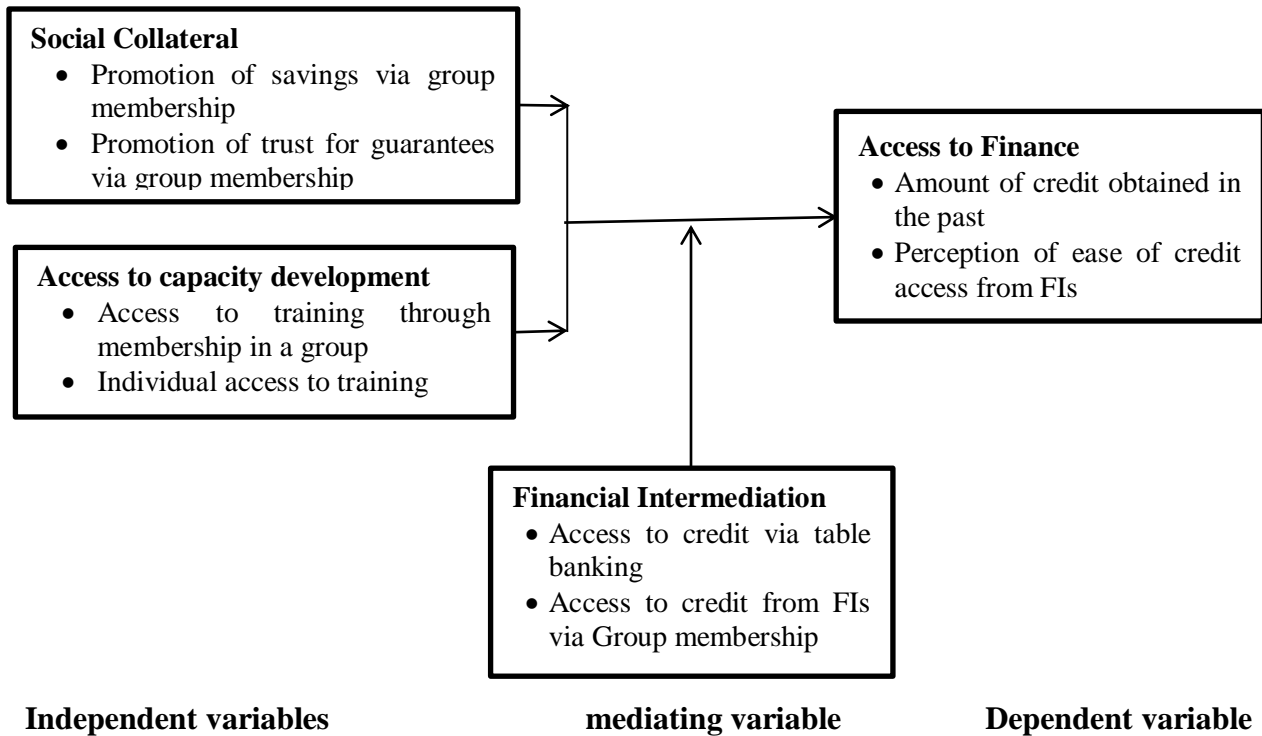 Social Collateral
• Promotion of savings via group
membership
• Promotion of trust for guarantees
via group membership
Access to capacity development
• Access to training through
membership in a group
• Individual access to training
Access to Finance
• Amount of credit obtained in
the past
• Perception of ease of credit
access from FIs
Financial Intermediation
• Access to credit via table
banking
• Access to credit from FIs
via Group membership
Independent variables
mediating variable
Dependent variable